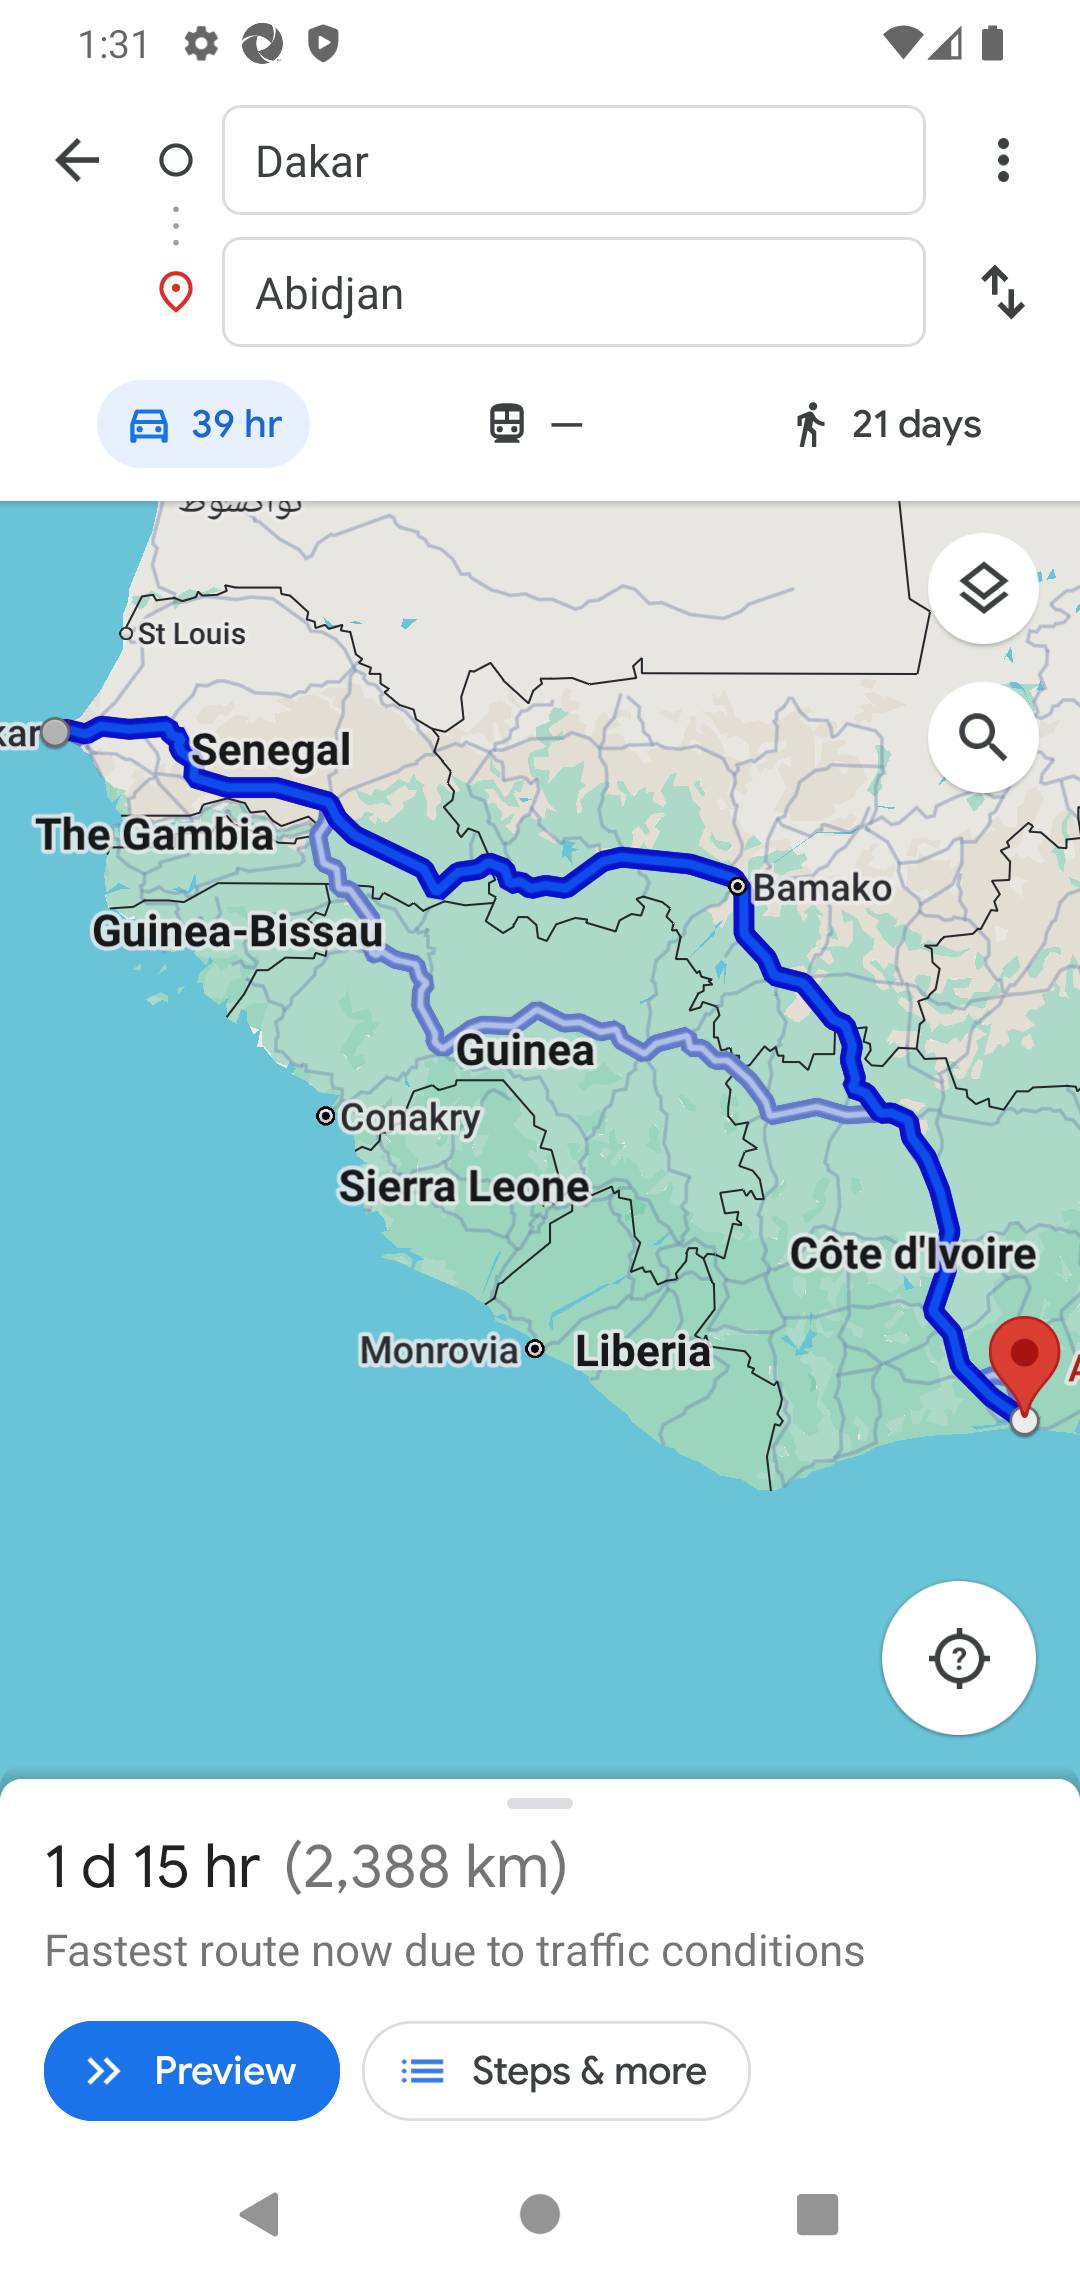 1:31
Dakar
Abidjan
39 hr
—
21 days
St Louis
Senegal
The Gambia
Bamako
Guinea-Bissau
Guinea
Conakry
Sierra Leone
Côte d'Ivoire
Monrovia
Liberia
?
1 d 15 hr (2,388 km)
Fastest route now due to traffic conditions
Preview
Steps & more